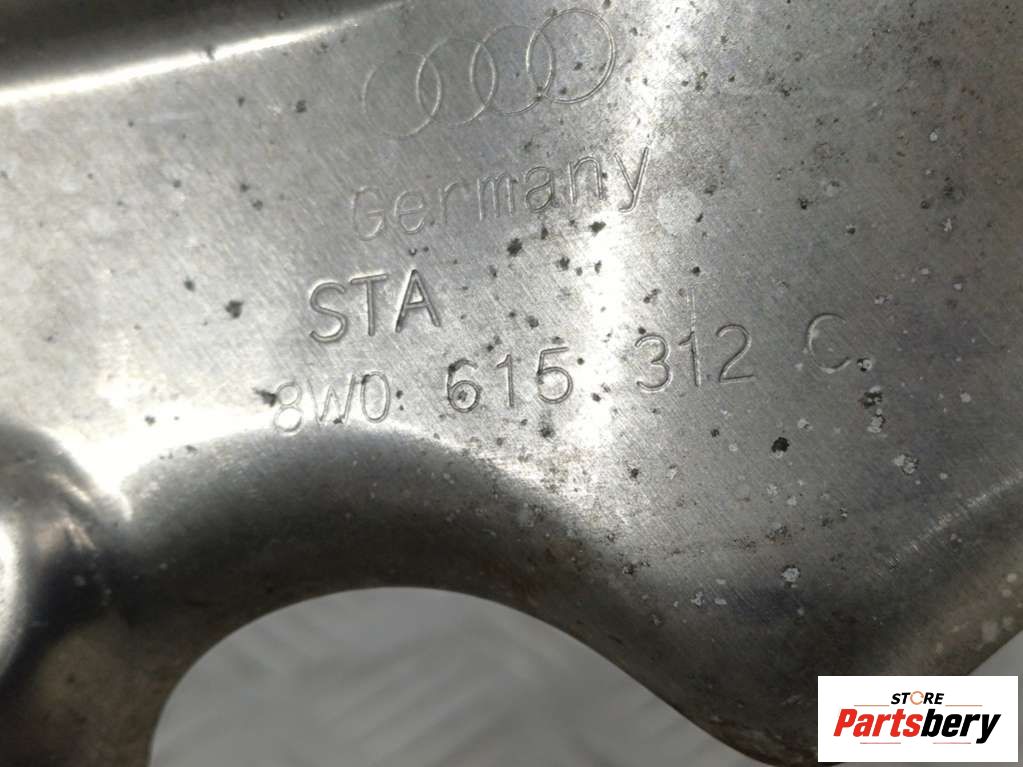 Germany
STA
8W0 615 312 C
STORE
Partsbery